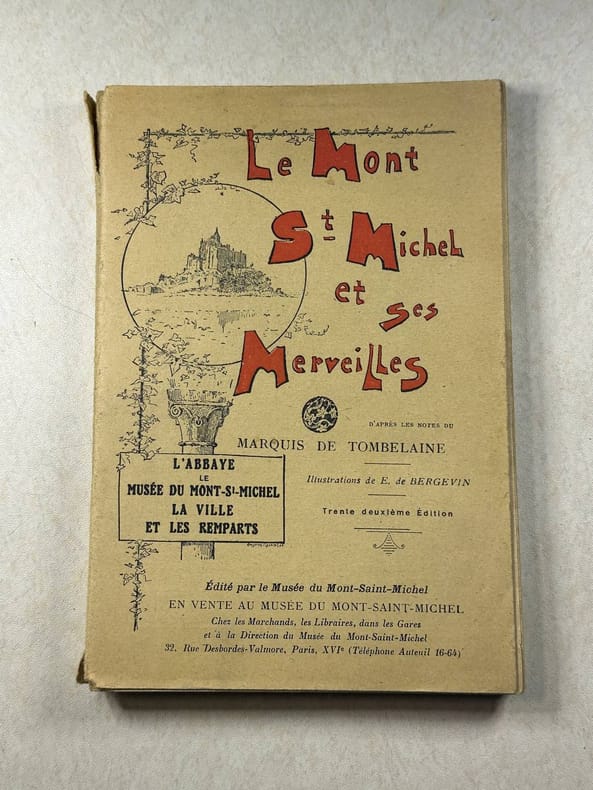 Le Mont
St Michel
et ses
Merveilles
D'APRÈS LES NOTES DU
MARQUIS DE TOMBELAINE
Illustrations de E. de BERGEVIN
Trente deuxième Édition
L'ABBAYE
LE
MUSÉE DU MONT-St-MICHEL
LA VILLE
ET LES REMPARTS
Édité par le Musée du Mont-Saint-Michel
EN VENTE AU MUSÉE DU MONT-SAINT-MICHEL
Chez les Marchands, les Libraires, dans les Gares
et à la Direction du Musée du Mont-Saint-Michel
32. Rue Desbordes-Valmore, Paris, XVIe (Téléphone Auteuil 16-64)